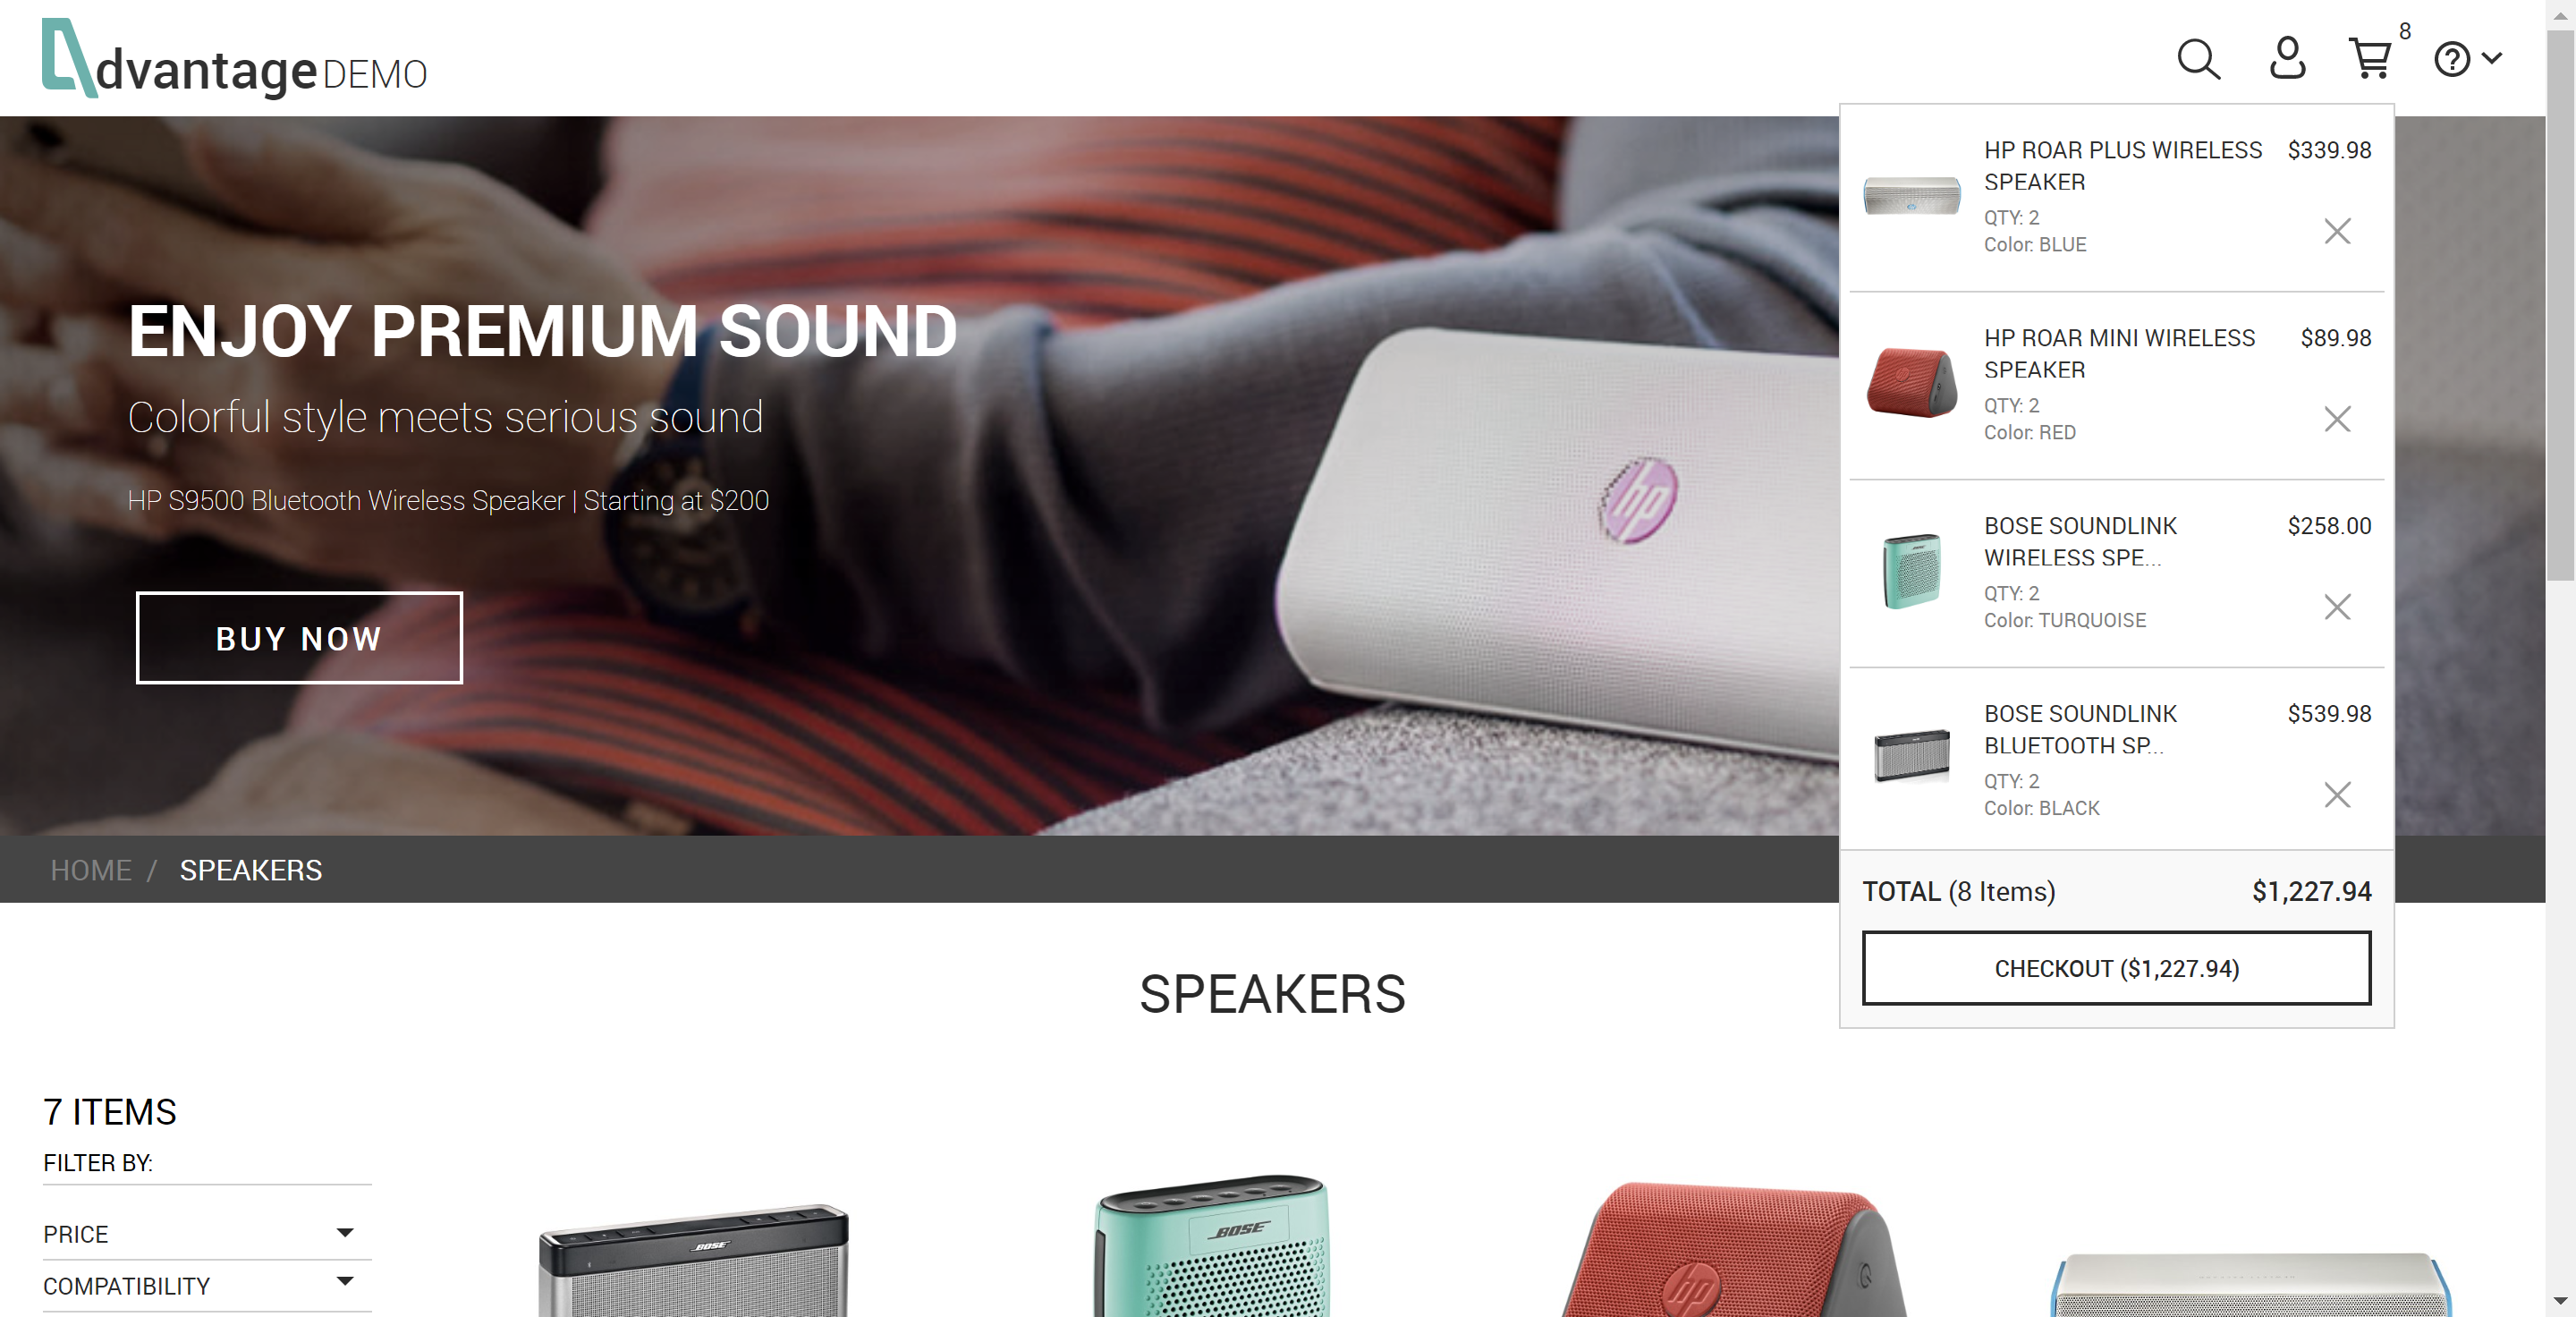 dvantage DEMO
8
HP ROAR PLUS WIRELESS SPEAKER $339.98
QTY: 2
Color: BLUE
HP ROAR MINI WIRELESS SPEAKER $89.98
QTY: 2
Color: RED
BOSE SOUNDLINK WIRELESS SPE... $258.00
QTY: 2
Color: TURQUOISE
BOSE SOUNDLINK BLUETOOTH SP... $539.98
QTY: 2
Color: BLACK
TOTAL (8 Items) $1,227.94
CHECKOUT ($1,227.94)
ENJOY PREMIUM SOUND
Colorful style meets serious sound
HP S9500 Bluetooth Wireless Speaker | Starting at $200
BUY NOW
hp
HOME / SPEAKERS
SPEAKERS
7 ITEMS
FILTER BY:
PRICE
COMPATIBILITY
BOSE
BOSE
hp